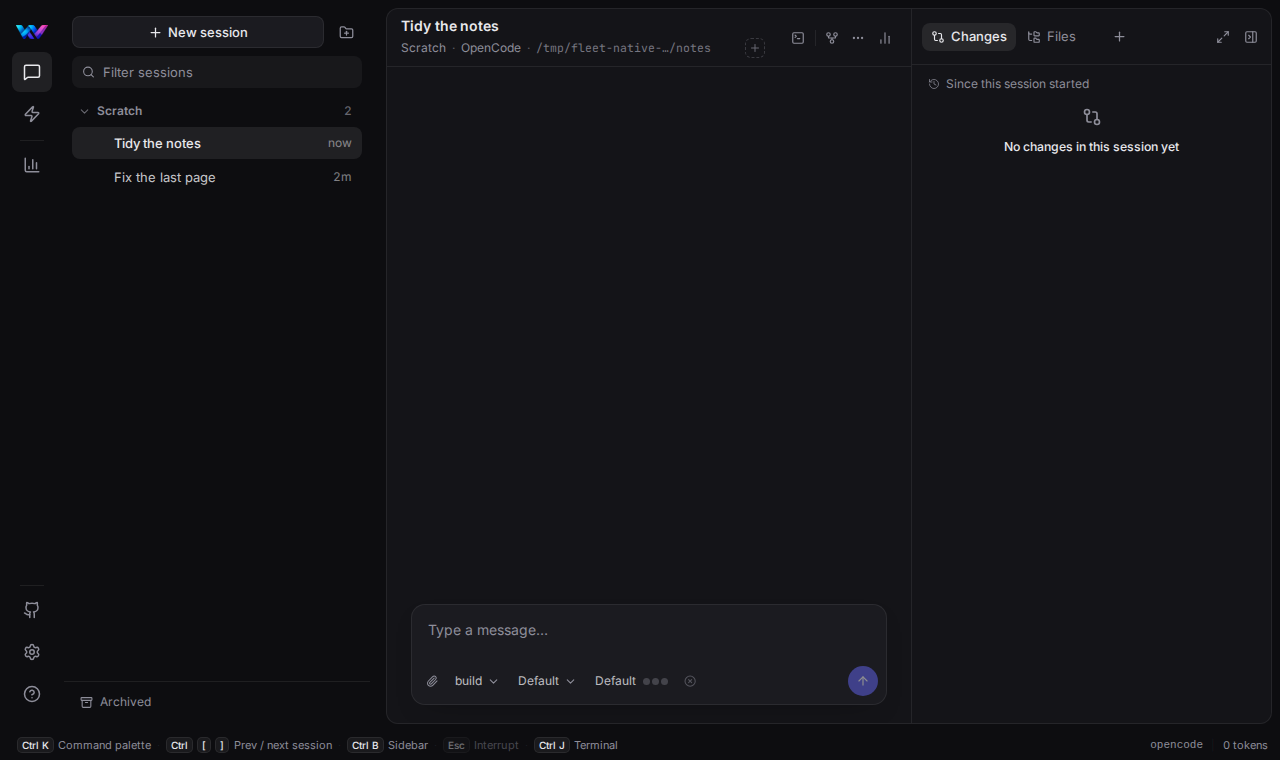 New session
Filter sessions
Scratch 2
Tidy the notes now
Fix the last page 2m
Archived
Tidy the notes
Scratch · OpenCode · /tmp/fleet-native-…/notes
Type a message...
build Default Default
Changes Files
Since this session started
No changes in this session yet
Ctrl K Command palette Ctrl [ ] Prev / next session Ctrl B Sidebar Esc Interrupt Ctrl J Terminal opencode 0 tokens